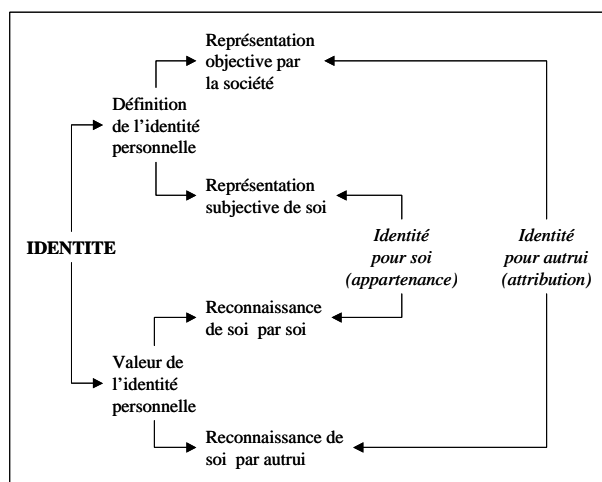 Représentation
objective par
la société
Définition
de l’identité
personnelle
Représentation
subjective de soi
IDENTITE
Identité
pour soi
(appartenance)
Identité
pour autrui
(attribution)
Reconnaissance
de soi par soi
Valeur de
l’identité
personnelle
Reconnaissance de
soi par autrui